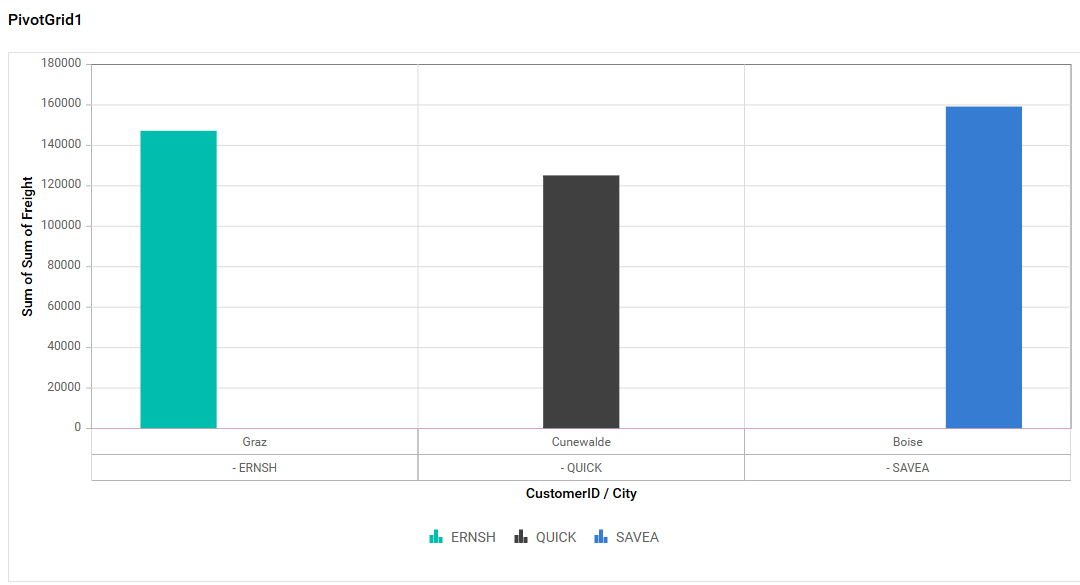 PivotGrid1
Sum of Sum of Freight
180000
160000
140000
120000
100000
80000
60000
40000
20000
0
Graz Cunewalde Boise
- ERNSH - QUICK - SAVEA
CustomerID / City
ERNSH QUICK SAVEA